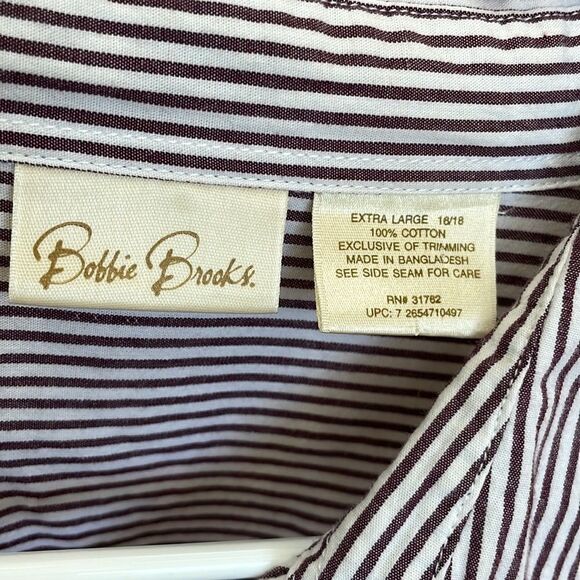 Bobbie Brooks.
EXTRA LARGE 16/18
100% COTTON
EXCLUSIVE OF TRIMMING
MADE IN BANGLADESH
SEE SIDE SEAM FOR CARE
RN# 31762
UPC: 7 2654710497